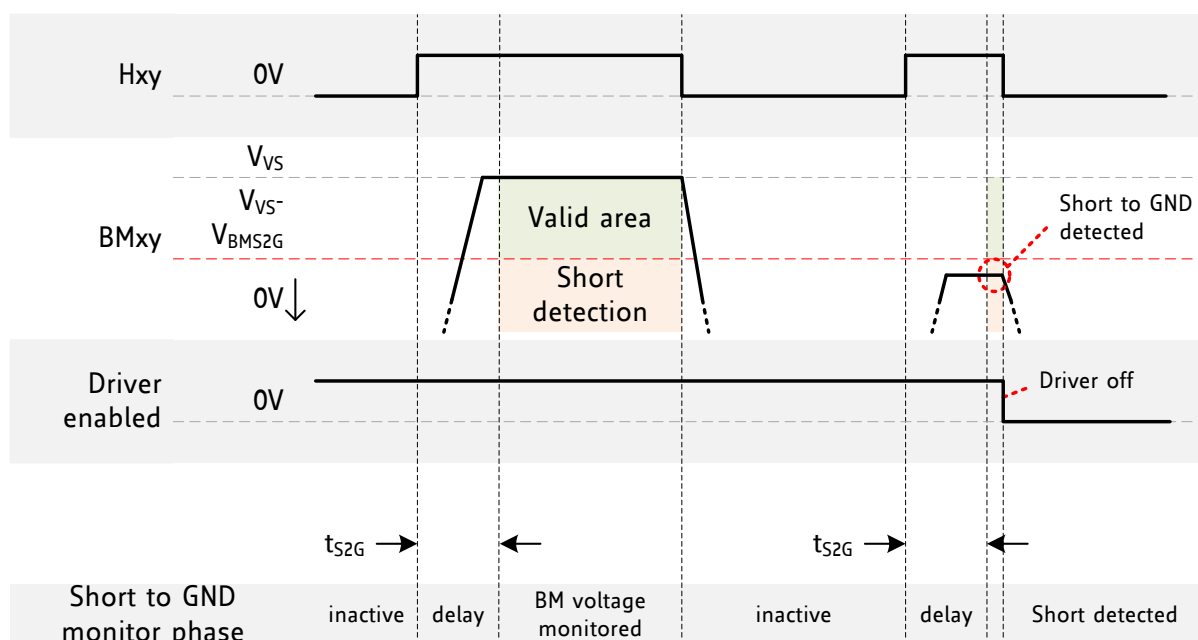 Hxy
0V
V_VS
V_VS-
V_BMS2G
BMxy
0V
Valid area
Short
detection
Short to GND
detected
Driver
enabled
0V
Driver off
t_S2G
t_S2G
Short to GND
monitor phase
inactive
delay
BM voltage
monitored
inactive
delay
Short detected